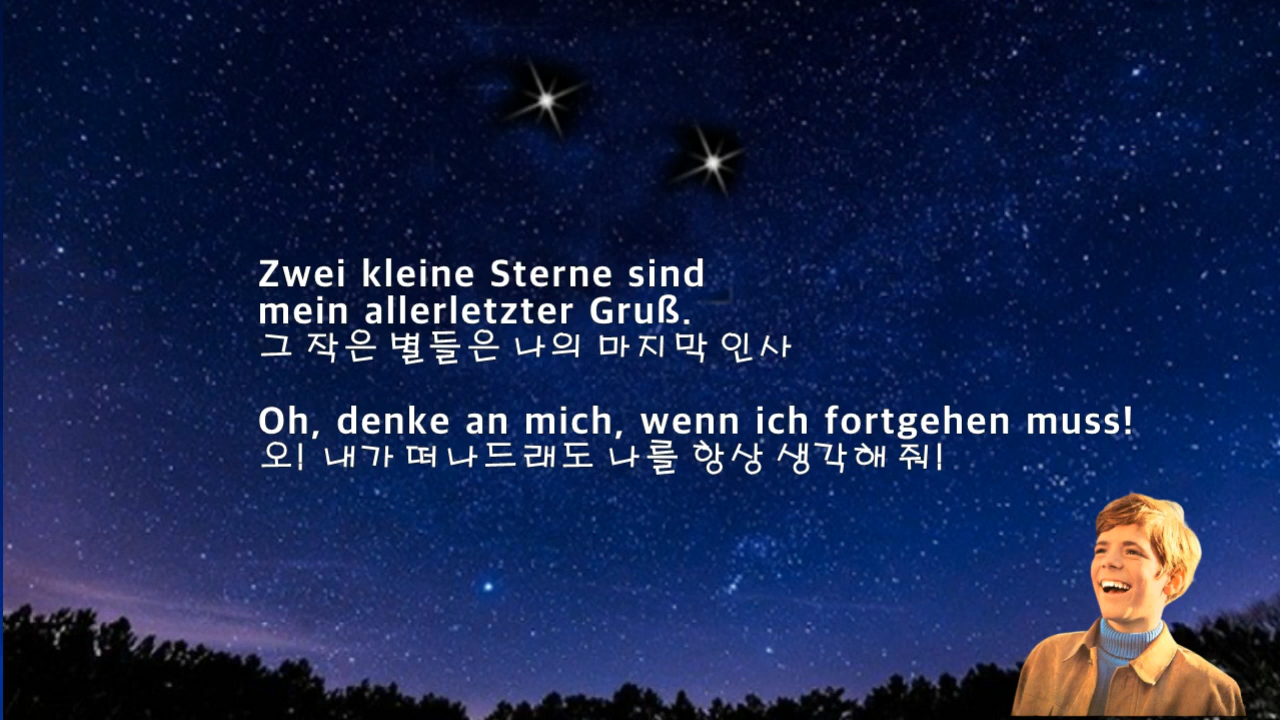 Zwei kleine Sterne sind
mein allerletzter Gruß.
그 작은 별들은 나의 마지막 인사
Oh, denke an mich, wenn ich fortgehen muss!
오! 내가 떠나드래도 나를 항상 생각해 줘!